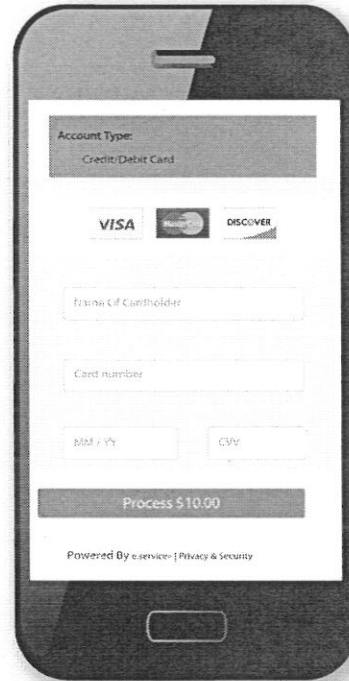 Account Type:
Credit/Debit Card
VISA MasterCard DISCOVER
Name Of Cardholder
Card number
MM / YY CVV
Process $10.00
Powered By e.service | Privacy & Security